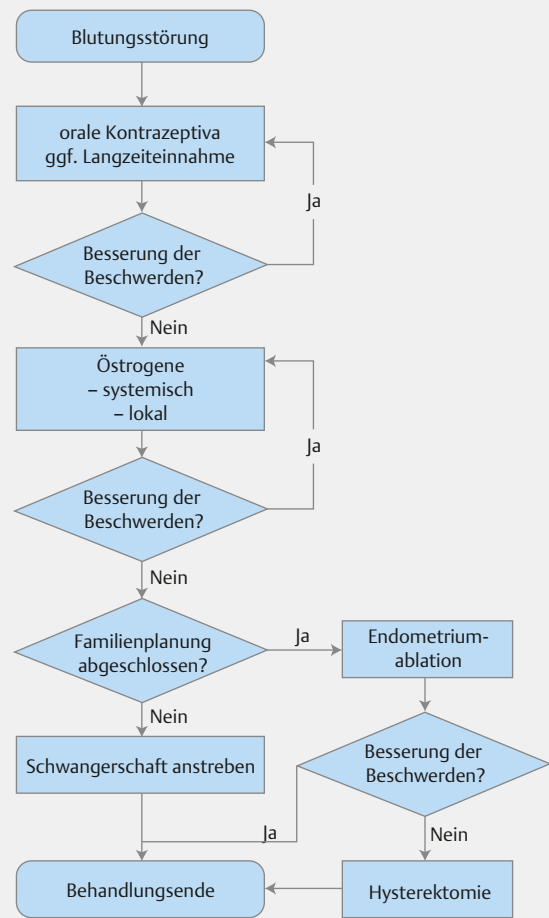 Blutungsstörung
orale Kontrazeptiva
ggf. Langzeiteinnahme
Ja
Besserung der
Beschwerden?
Nein
Östrogene
– systemisch
– lokal
Ja
Besserung der
Beschwerden?
Nein
Familienplanung
abgeschlossen?
Ja
Endometrium-
ablation
Nein
Schwangerschaft anstreben
Besserung der
Beschwerden?
Ja
Nein
Behandlungsende
Hysterektomie